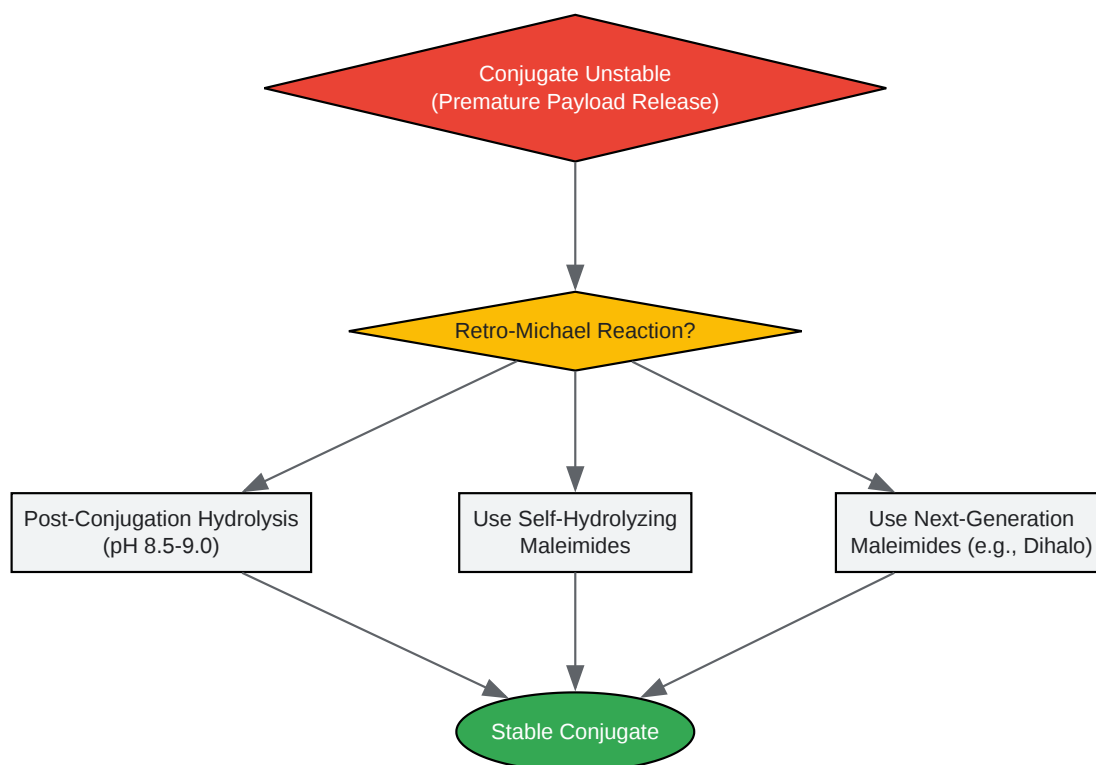 Conjugate Unstable
(Premature Payload Release)
Retro-Michael Reaction?
Post-Conjugation Hydrolysis
(pH 8.5-9.0)
Use Self-Hydrolyzing
Maleimides
Use Next-Generation
Maleimides (e.g., Dihalo)
Stable Conjugate